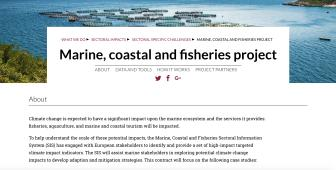 WHAT WE DO ▸ SECTORAL IMPACTS ▸ SECTORAL SPECIFIC CHALLENGES ▸ MARINE, COASTAL AND FISHERIES PROJECT
Marine, coastal and fisheries project
ABOUT DATA AND TOOLS HOW IT WORKS PROJECT PARTNERS
About
Climate change is expected to have a significant impact upon the marine ecosystem and the services it provides:
fisheries, aquaculture, and marine and coastal tourism will be impacted.
To help understand the scale of those potential impacts, the Marine, Coastal and Fisheries Sectoral Information
System (SIS) has engaged with European stakeholders to identify and provide a set of high-impact targeted
climate impact indicators. The SIS will assist marine stakeholders in exploring potential climate change
impacts to develop adaption and mitigation strategies. This contract will focus on the following case studies: